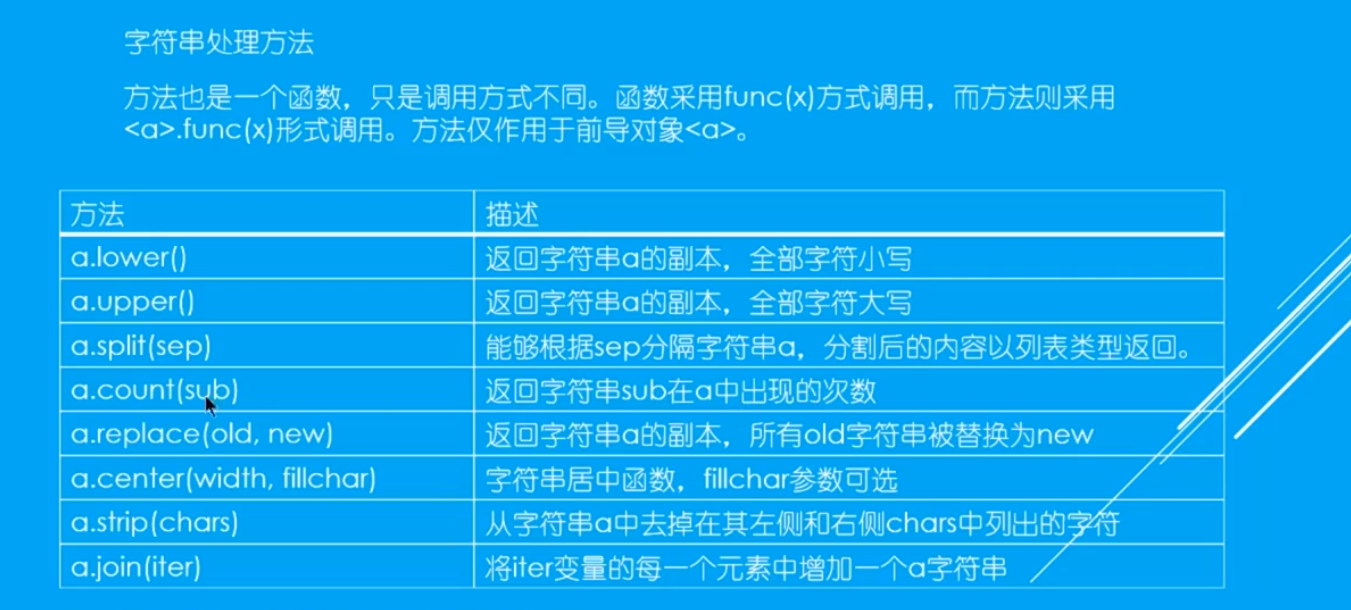 字符串处理方法
方法也是一个函数，只是调用方式不同。函数采用func(x)方式调用，而方法则采用
<a>.func(x)形式调用。方法仅作用于前导对象<a>。
方法 描述
a.lower() 返回字符串a的副本，全部字符小写
a.upper() 返回字符串a的副本，全部字符大写
a.split(sep) 能够根据sep分隔字符串a，分割后的内容以列表类型返回。
a.count(sub) 返回字符串sub在a中出现的次数
a.replace(old, new) 返回字符串a的副本，所有old字符串被替换为new
a.center(width, fillchar) 字符串居中函数，fillchar参数可选
a.strip(chars) 从字符串a中去掉在其左侧和右侧chars中列出的字符
a.join(iter) 将iter变量的每一个元素中增加一个a字符串